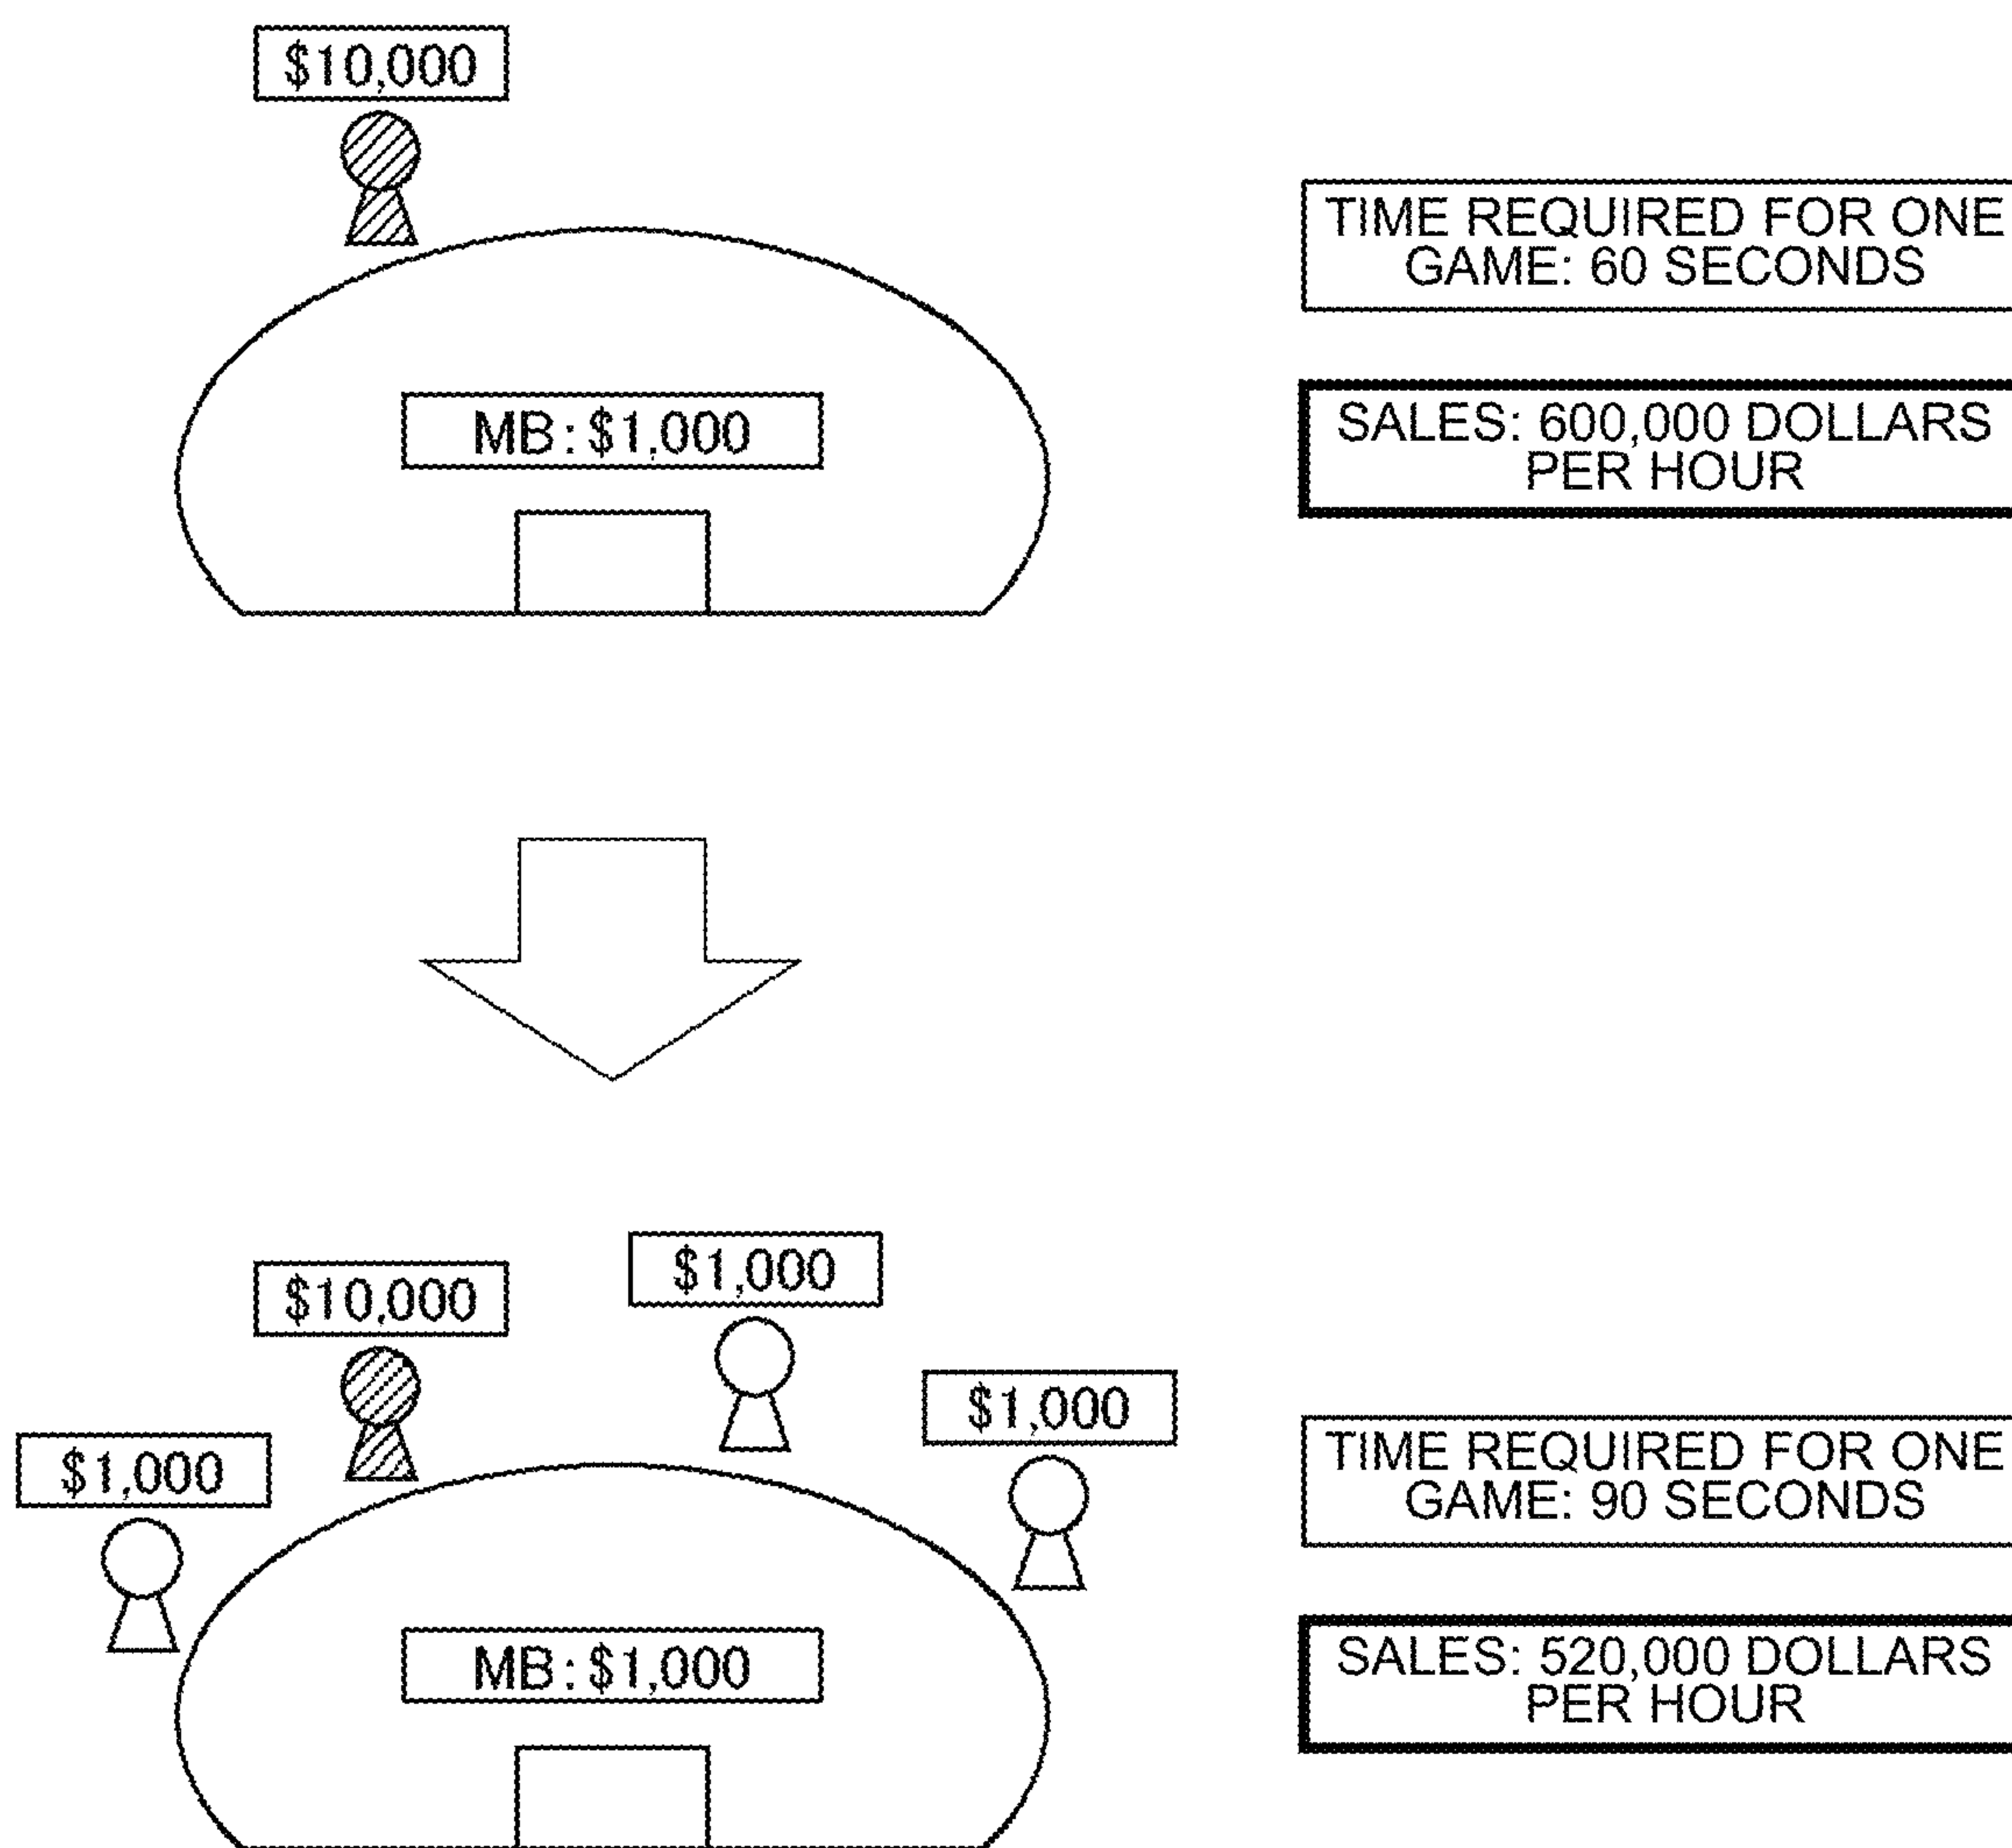 $10,000
TIME REQUIRED FOR ONE
GAME: 60 SECONDS
MB:$1,000
SALES: 600,000 DOLLARS
PER HOUR
$1,000
$10,000
$1,000
$1,000
TIME REQUIRED FOR ONE
GAME: 90 SECONDS
MB:$1,000
SALES: 520,000 DOLLARS
PER HOUR